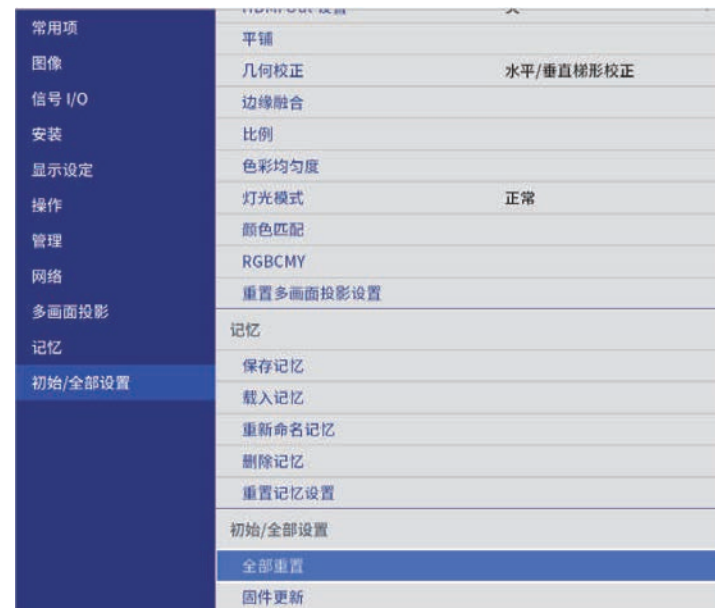 常用项
图像
信号 I/O
安装
显示设定
操作
管理
网络
多画面投影
记忆
初始/全部设置
平铺
几何校正 水平/垂直梯形校正
边缘融合
比例
色彩均匀度
灯光模式 正常
颜色匹配
RGBCMY
重置多画面投影设置
记忆
保存记忆
载入记忆
重新命名记忆
删除记忆
重置记忆设置
初始/全部设置
全部重置
固件更新